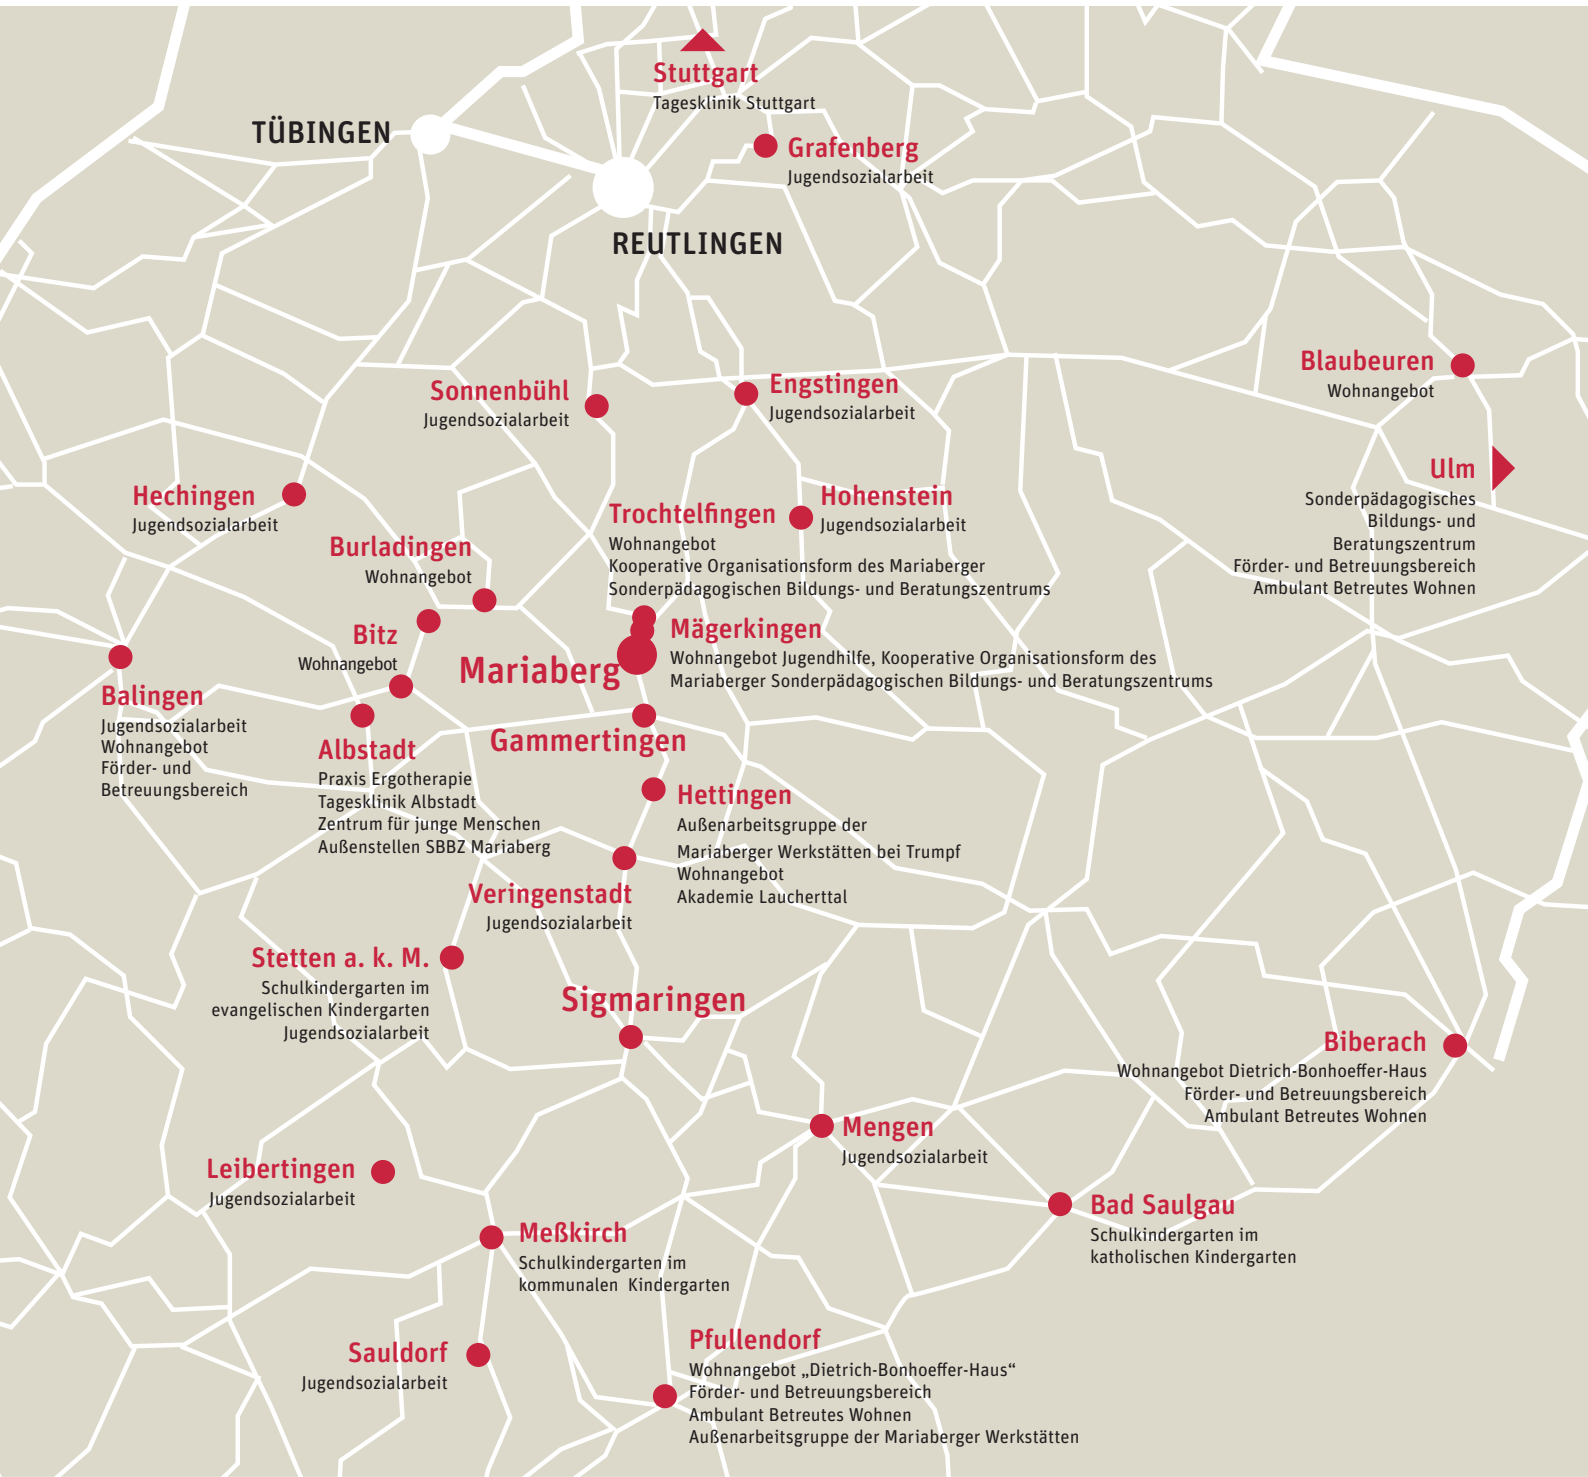 Stuttgart
Tagesklinik Stuttgart
TÜBINGEN
Grafenberg
Jugendsozialarbeit
REUTLINGEN
Blaubeuren
Wohnangebot
Sonnenbühl
Jugendsozialarbeit
Engstingen
Jugendsozialarbeit
Ulm
Sonderpädagogisches
Bildungs- und
Beratungszentrum
Förder- und Betreuungsbereich
Ambulant Betreutes Wohnen
Hechingen
Jugendsozialarbeit
Hohenstein
Jugendsozialarbeit
Trochtelfingen
Wohnangebot
Kooperative Organisationsform des Mariaberger
Sonderpädagogischen Bildungs- und Beratungszentrums
Burladingen
Wohnangebot
Bitz
Wohnangebot
Mägerkingen
Wohnangebot Jugendhilfe, Kooperative Organisationsform des
Mariaberger Sonderpädagogischen Bildungs- und Beratungszentrums
Mariaberg
Balingen
Jugendsozialarbeit
Wohnangebot
Förder- und
Betreuungsbereich
Gammertingen
Albstadt
Praxis Ergotherapie
Tagesklinik Albstadt
Zentrum für junge Menschen
Außenstellen SBBZ Mariaberg
Hettingen
Außenarbeitsgruppe der
Mariaberger Werkstätten bei Trumpf
Wohnangebot
Akademie Laucherttal
Veringenstadt
Jugendsozialarbeit
Stetten a. k. M.
Schulkindergarten im
evangelischen Kindergarten
Jugendsozialarbeit
Sigmaringen
Biberach
Wohnangebot Dietrich-Bonhoeffer-Haus
Förder- und Betreuungsbereich
Ambulant Betreutes Wohnen
Mengen
Jugendsozialarbeit
Leibertingen
Jugendsozialarbeit
Bad Saulgau
Schulkindergarten im
katholischen Kindergarten
Meßkirch
Schulkindergarten im
kommunalen Kindergarten
Sauldorf
Jugendsozialarbeit
Pfullendorf
Wohnangebot „Dietrich-Bonhoeffer-Haus“
Förder- und Betreuungsbereich
Ambulant Betreutes Wohnen
Außenarbeitsgruppe der Mariaberger Werkstätten